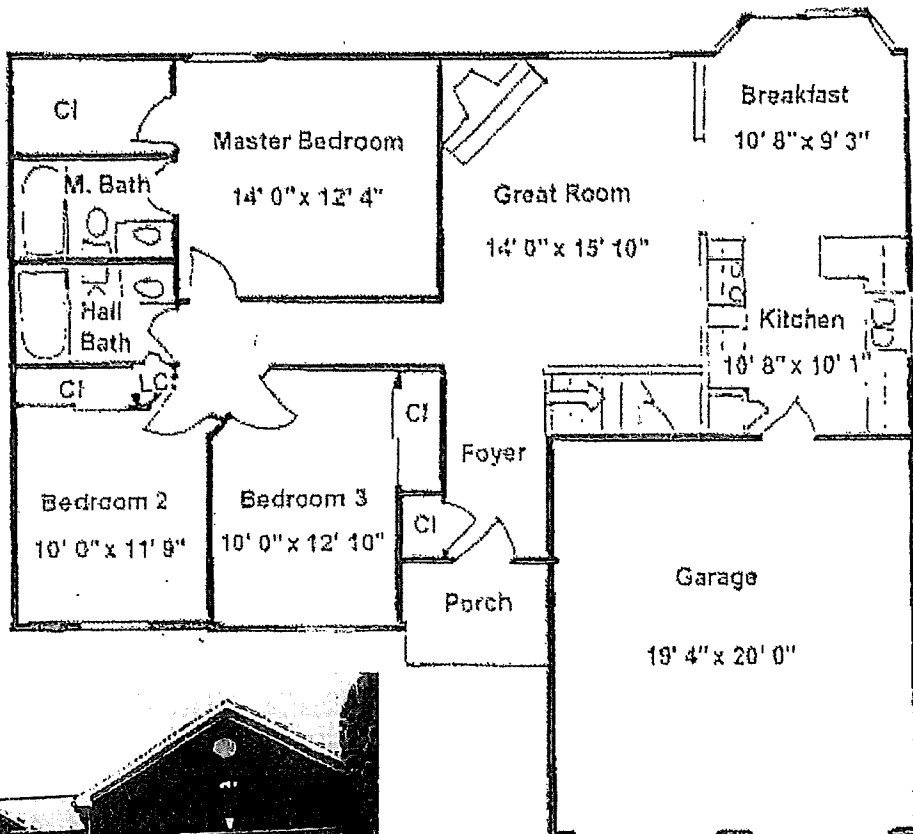 Cl
Master Bedroom
14' 0" x 12' 4"
M. Bath
Great Room
14' 0" x 15' 10"
Breakfast
10' 8" x 9' 3"
Hall
Bath
Kitchen
10' 8" x 10' 1"
Cl
LC
Cl
Foyer
Bedroom 2
10' 0" x 11' 9"
Bedroom 3
10' 0" x 12' 10"
Cl
Porch
Garage
19' 4" x 20' 0"